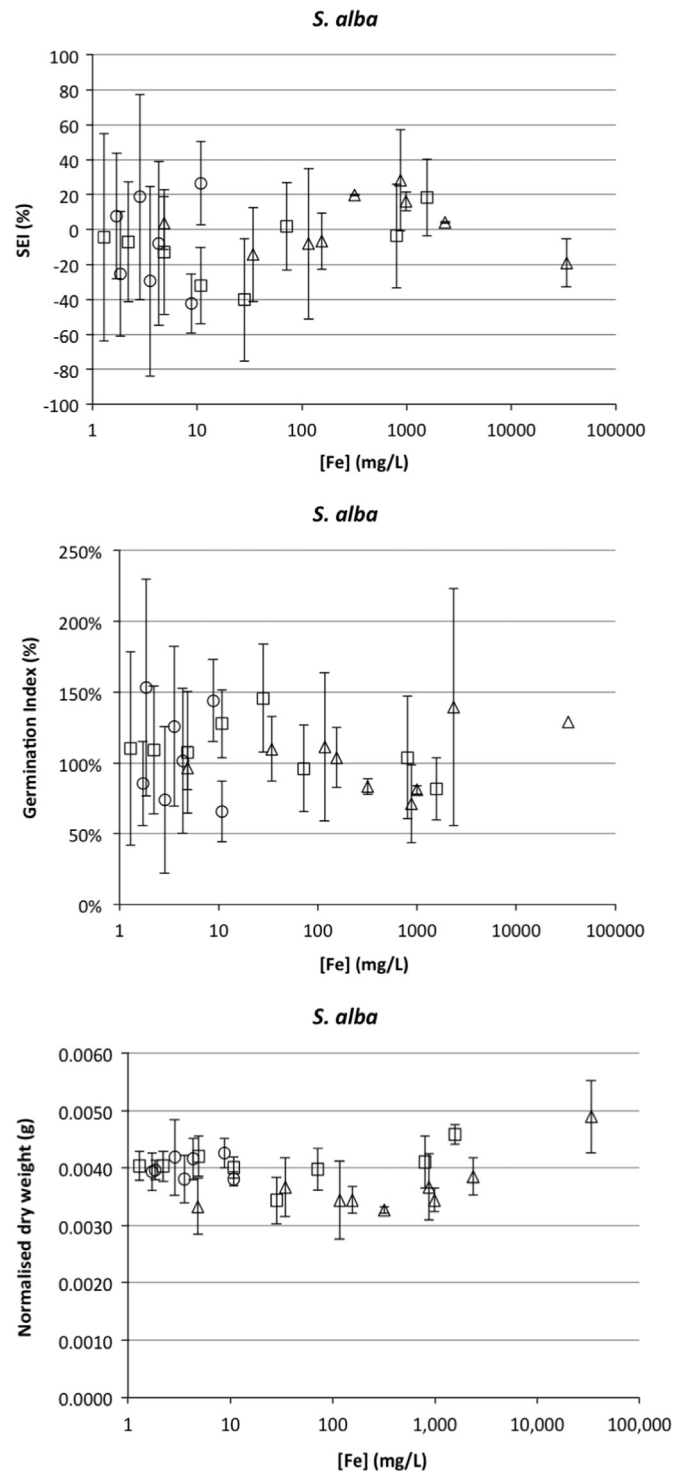 S. alba
100
80
60
40
20
0
-20
-40
-60
-80
-100
SEI (%)
1 10 100 1000 10000 100000
[Fe] (mg/L)
S. alba
250%
200%
150%
100%
50%
0%
Germination Index (%)
1 10 100 1000 10000 100000
[Fe] (mg/L)
S. alba
0.0060
0.0050
0.0040
0.0030
0.0020
0.0010
0.0000
Normalised dry weight (g)
1 10 100 1,000 10,000 100,000
[Fe] (mg/L)